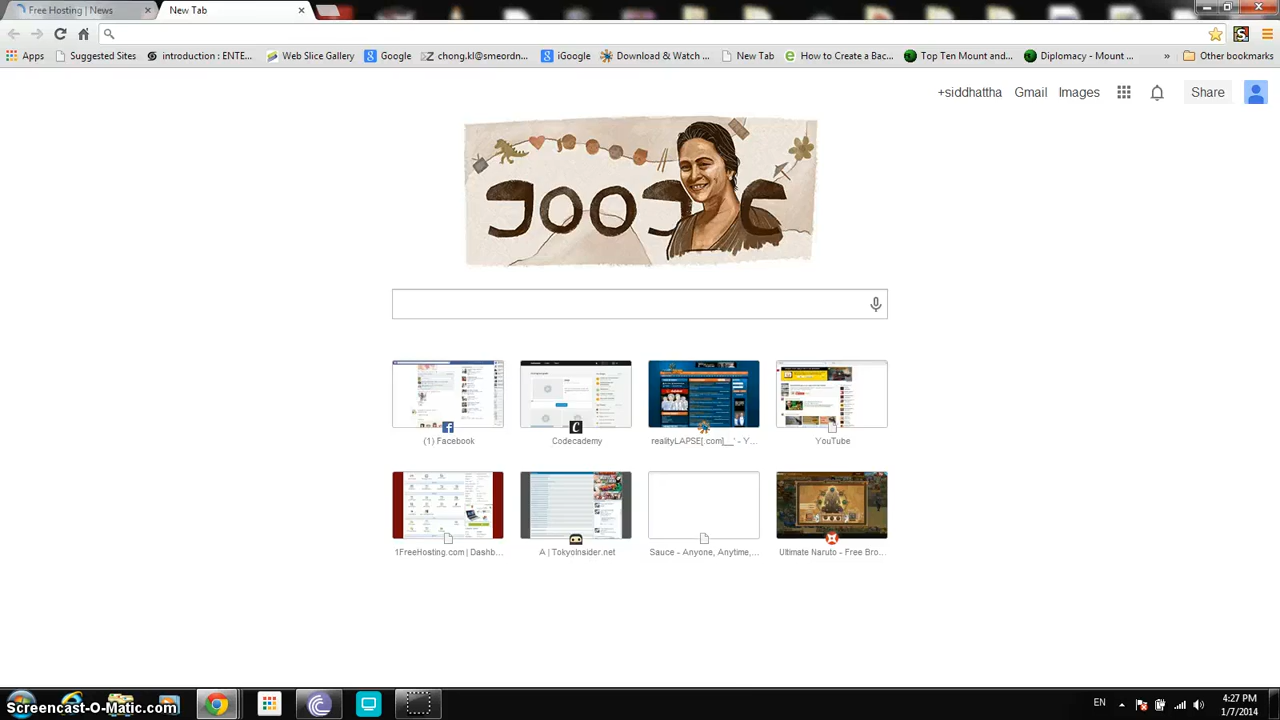 Free Hosting | News
New Tab
Apps
Suggested Sites
introduction : ENTE...
Web Slice Gallery
Google
chong.kl@smeordn...
iGoogle
Download & Watch ...
New Tab
How to Create a Bac...
Top Ten Mount and...
Diplomacy - Mount ...
»
Other bookmarks
+siddhattha
Gmail
Images
Share
(1) Facebook
Codecademy
realityLAPSE[.com]__' - Y...
YouTube
1FreeHosting.com | Dashb...
A | TokyoInsider.net
Sauce - Anyone, Anytime,...
Ultimate Naruto - Free Bro...
Screencast-O-Matic.com
EN
4:27 PM
1/7/2014